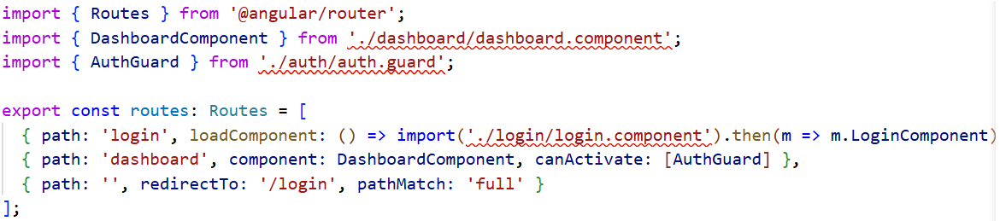 import { Routes } from '@angular/router';
import { DashboardComponent } from './dashboard/dashboard.component';
import { AuthGuard } from './auth/auth.guard';

export const routes: Routes = [
  { path: 'login', loadComponent: () => import('./login/login.component').then(m => m.LoginComponent)
  { path: 'dashboard', component: DashboardComponent, canActivate: [AuthGuard] },
  { path: '', redirectTo: '/login', pathMatch: 'full' }
];